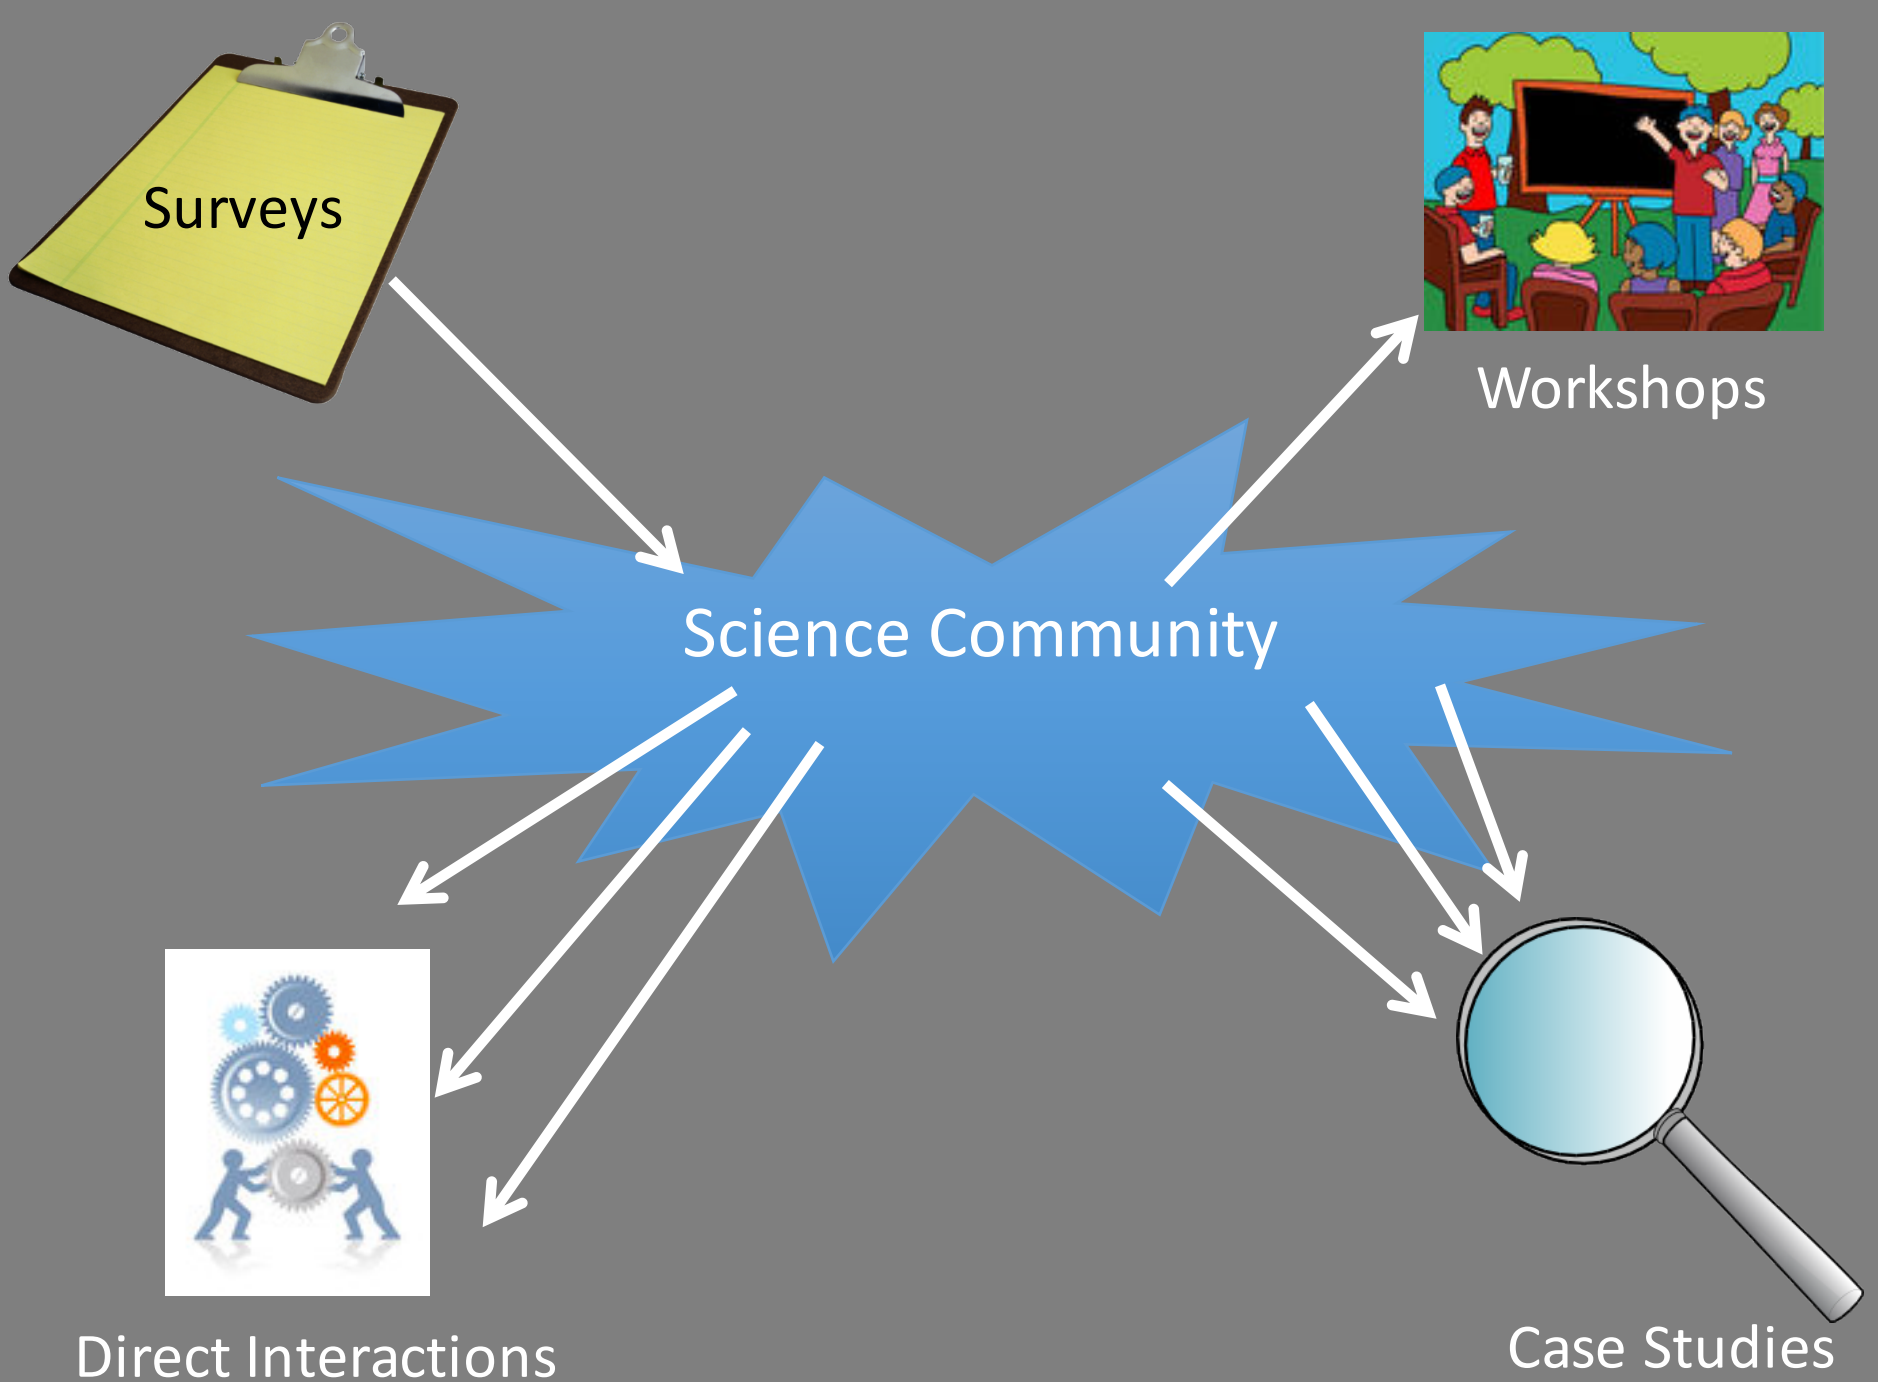 Surveys
Workshops
Science Community
Direct Interactions
Case Studies